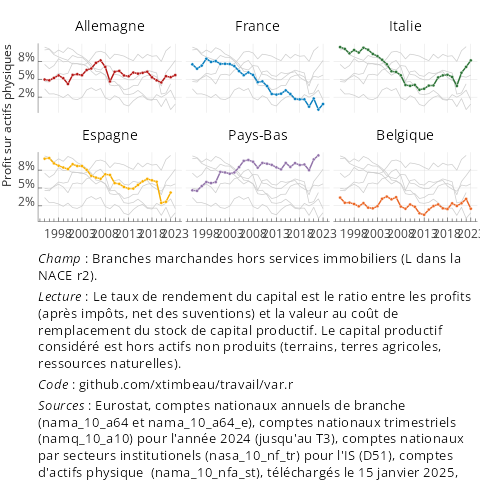 Allemagne
France
Italie
Profit sur actifs physiques
8%
5%
2%
Espagne
Pays-Bas
Belgique
8%
5%
2%
1998 2003 2008 2013 2018 2023
1998 2003 2008 2013 2018 2023
1998 2003 2008 2013 2018 2023
Champ : Branches marchandes hors services immobiliers (L dans la
NACE r2).
Lecture : Le taux de rendement du capital est le ratio entre les profits
(après impôts, net des suventions) et la valeur au coût de
remplacement du stock de capital productif. Le capital productif
considéré est hors actifs non produits (terrains, terres agricoles,
ressources naturelles).
Code : github.com/xtimbeau/travail/var.r
Sources : Eurostat, comptes nationaux annuels de branche
(nama_10_a64 et nama_10_a64_e), comptes nationaux trimestriels
(namq_10_a10) pour l'année 2024 (jusqu'au T3), comptes nationaux
par secteurs institutionels (nasa_10_nf_tr) pour l'IS (D51), comptes
d'actifs physique (nama_10_nfa_st), téléchargés le 15 janvier 2025,